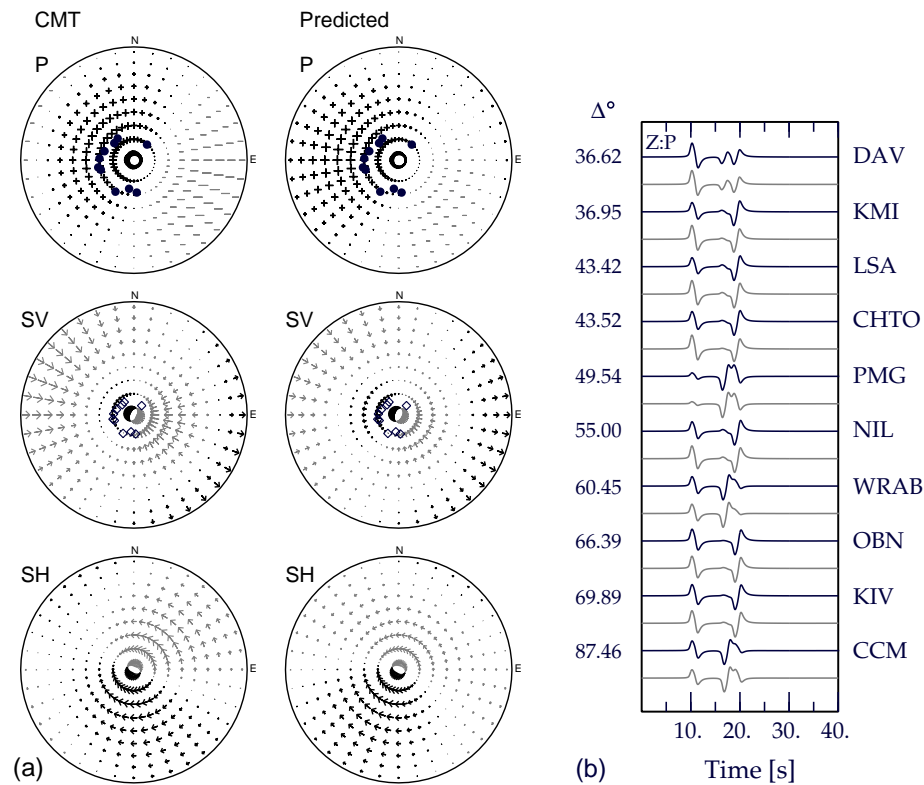 CMT Predicted
P N E
P N E
SV N E
SV N E
SH N E
SH N E
(a)
Δ°
Z:P
36.62 DAV
36.95 KMI
43.42 LSA
43.52 CHTO
49.54 PMG
55.00 NIL
60.45 WRAB
66.39 OBN
69.89 KIV
87.46 CCM
10. 20. 30. 40.
(b) Time [s]